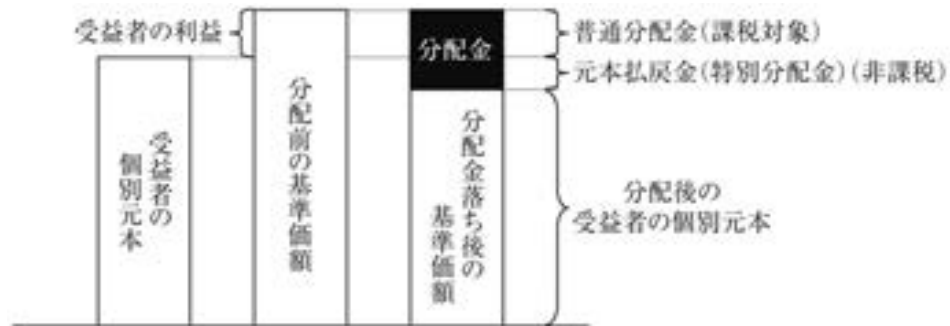 受益者の利益
分配金
普通分配金(課税対象)
元本払戻金(特別分配金)(非課税)
受益者の
個別元本
分配前の基準価額
分配金落ち後の
基準価額
分配後の
受益者の個別元本